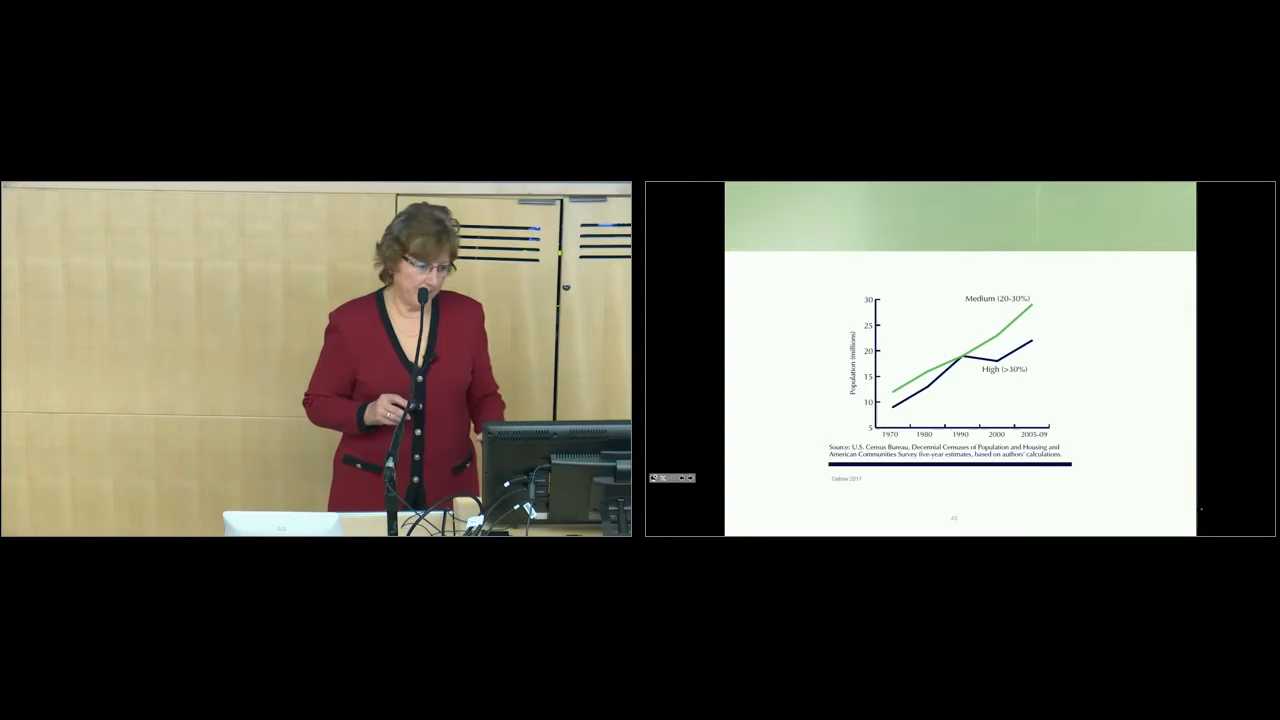 30
Medium (20-30%)
25
20
High (>30%)
15
10
5
Population (millions)
1970 1980 1990 2000 2005-09
Source: U.S. Census Bureau, Decennial Censuses of Population and Housing and
American Communities Survey five-year estimates, based on authors' calculations.
2017